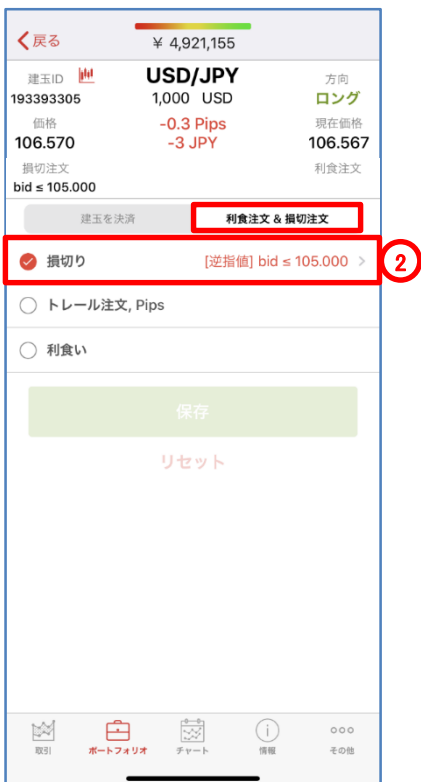 戻る
¥ 4,921,155
建玉ID
USD/JPY
方向
193393305
1,000 USD
ロング
価格
-0.3 Pips
現在価格
106.570
-3 JPY
106.567
損切注文
利食注文
bid ≤ 105.000
建玉を決済
利食注文 & 損切注文
損切り
[逆指値] bid ≤ 105.000
2
トレール注文, Pips
利食い
保存
リセット
取引
ポートフォリオ
チャート
情報
その他